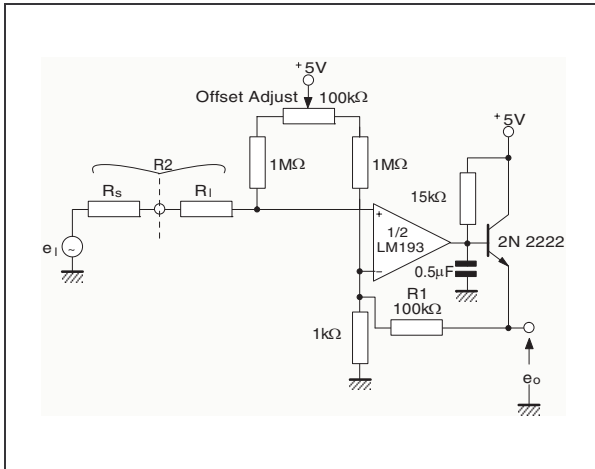 +5V
Offset Adjust 100kΩ
+5V
R2
1MΩ
1MΩ
15kΩ
Rs
Rl
+
1/2
LM193
2N 2222
eI
~
−
0.5μF
R1
100kΩ
1kΩ
eo